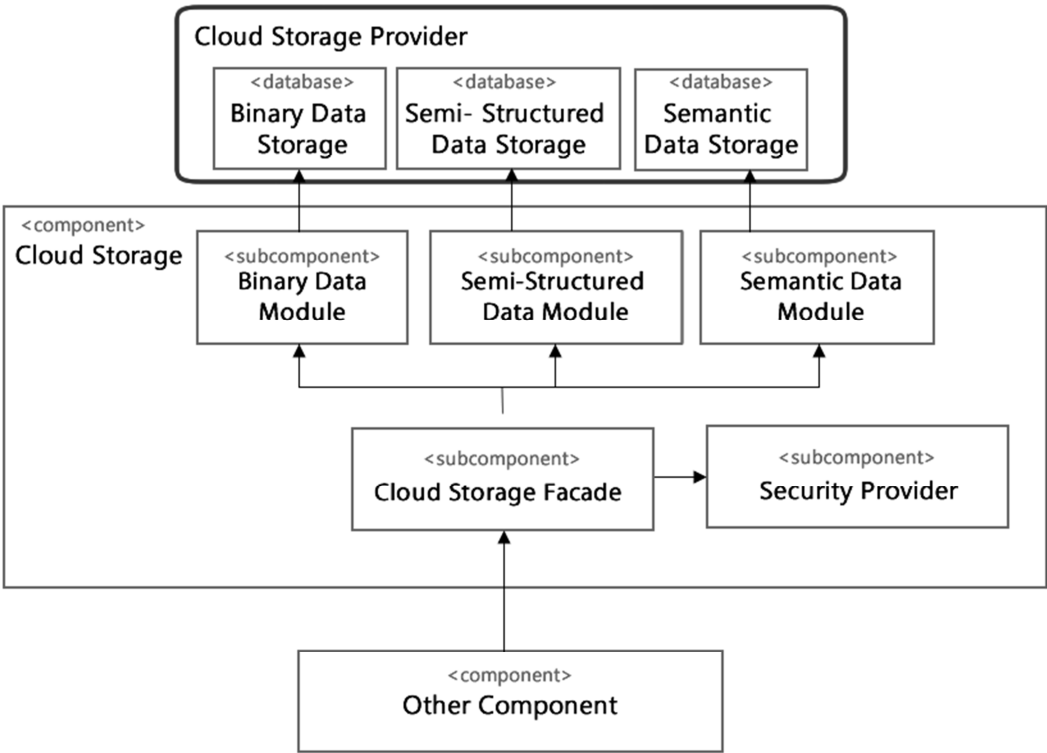 Cloud Storage Provider
<database>
Binary Data
Storage
<database>
Semi- Structured
Data Storage
<database>
Semantic
Data Storage
<component>
Cloud Storage
<subcomponent>
Binary Data
Module
<subcomponent>
Semi-Structured
Data Module
<subcomponent>
Semantic Data
Module
<subcomponent>
Cloud Storage Facade
<subcomponent>
Security Provider
<component>
Other Component